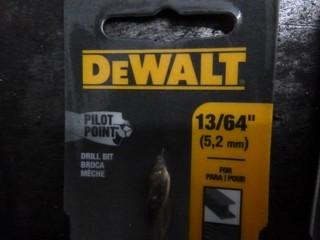 DEWALT
PILOT
POINT
13/64"
(5,2 mm)
DRILL BIT
BROCA
MÈCHE
FOR
PARA | POUR